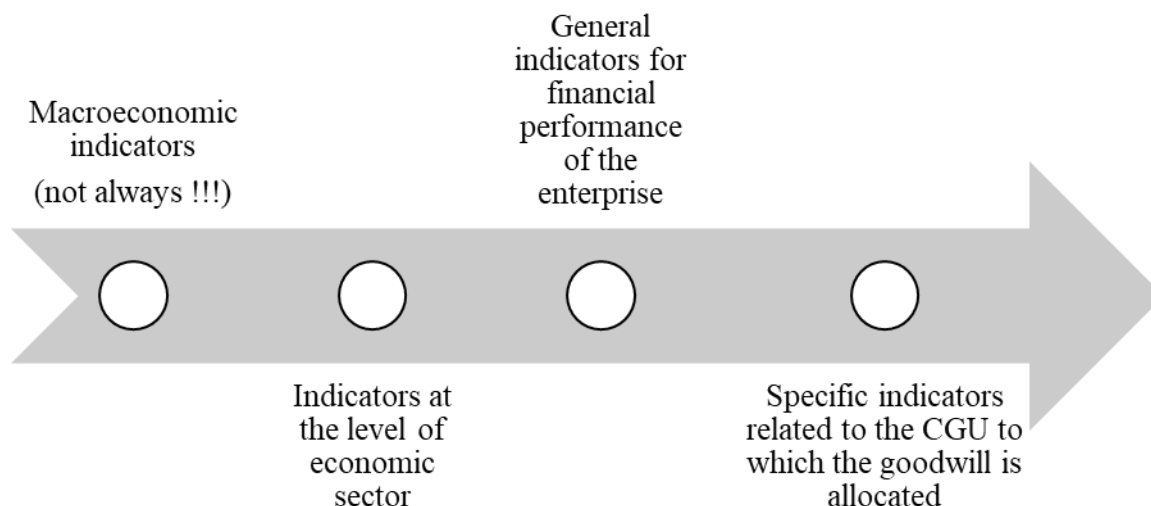 Macroeconomic
indicators
(not always !!!)
Indicators at
the level of
economic
sector
General
indicators for
financial
performance
of the
enterprise
Specific indicators
related to the CGU to
which the goodwill is
allocated